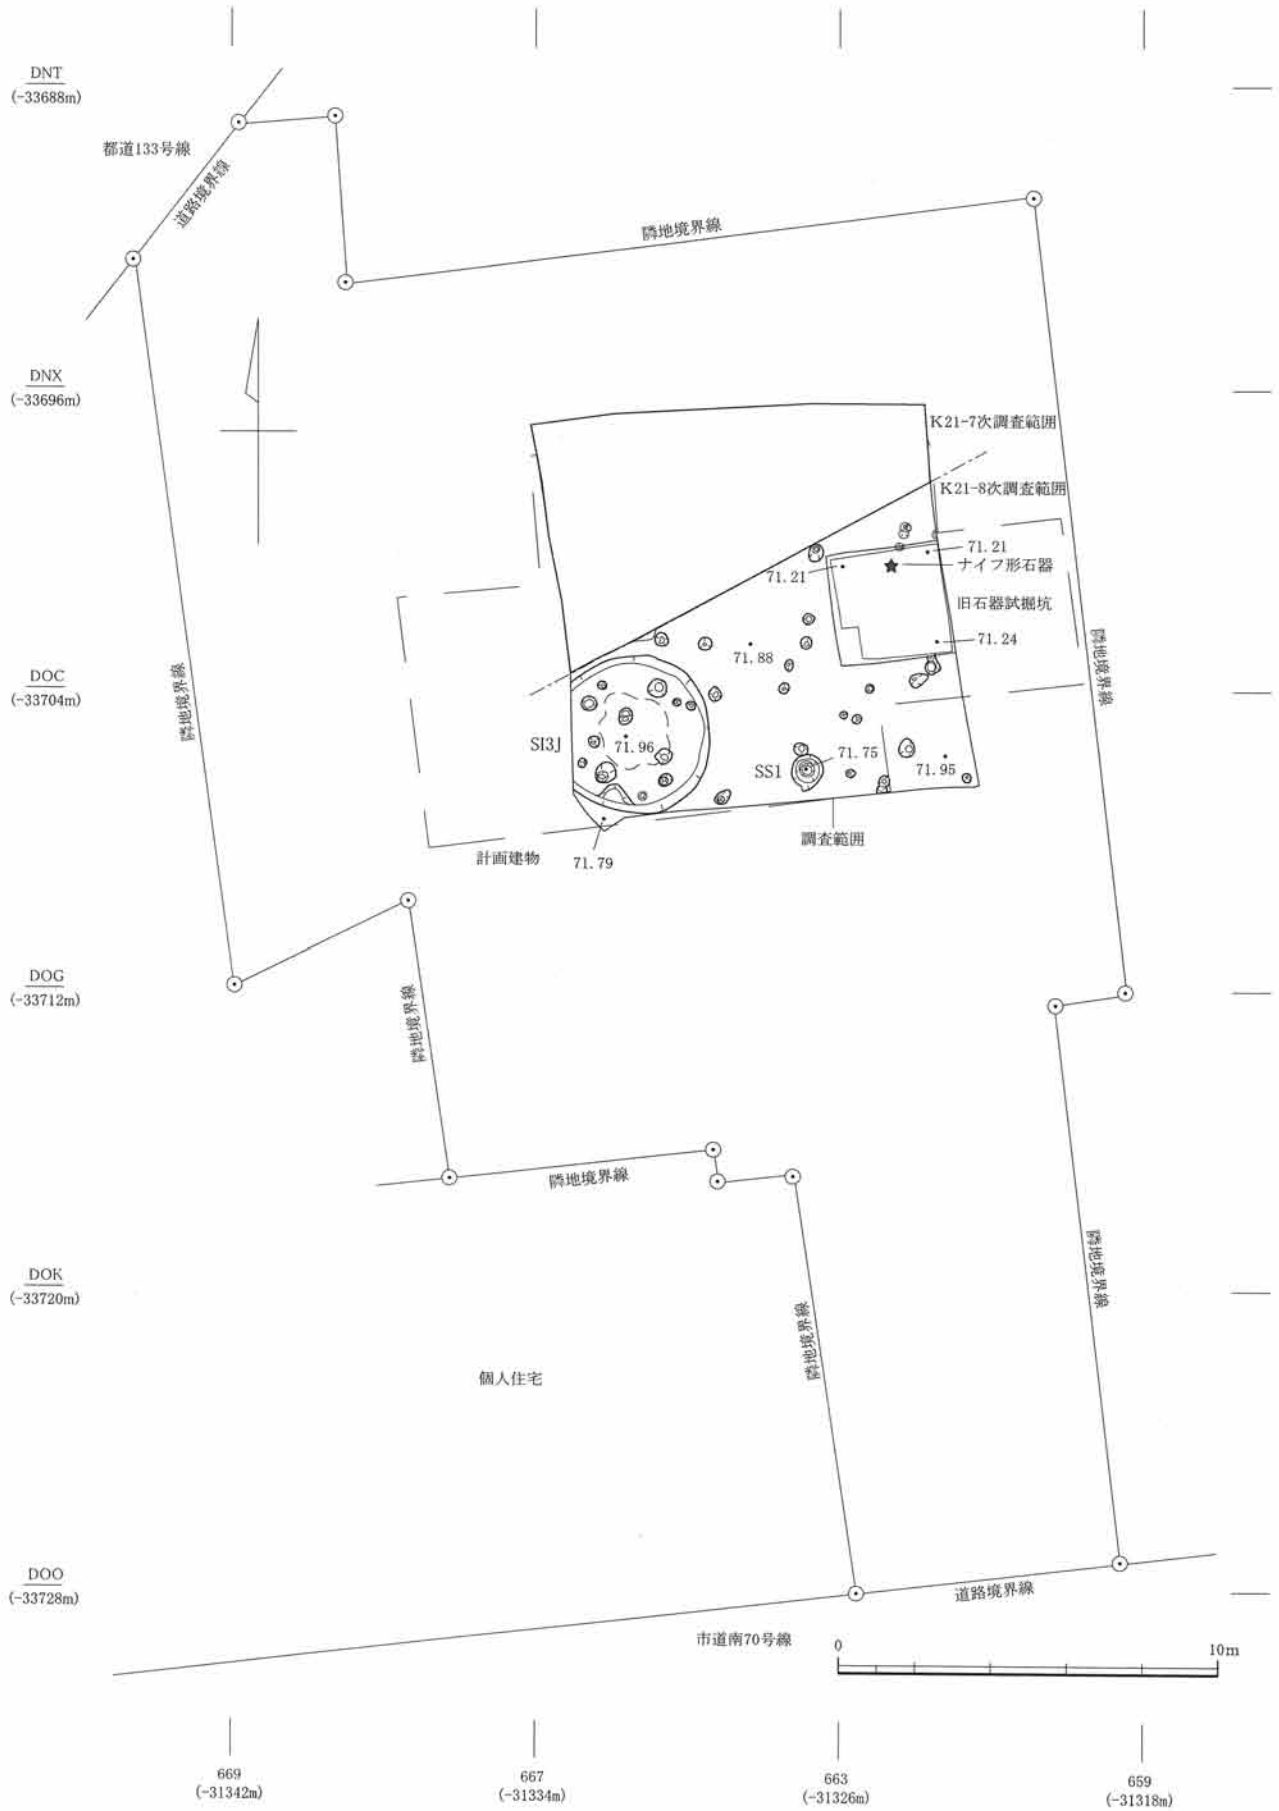 DNT
(-33688m)
都道133号線
道路境界線
隣地境界線
DNX
(-33696m)
K21-7次調査範囲
K21-8次調査範囲
71.21
ナイフ形石器
71.21
旧石器試掘坑
71.24
71.88
隣地境界線
DOC
(-33704m)
隣地境界線
SI3J
71.96
SS1
71.75
71.95
調査範囲
計画建物
71.79
DOG
(-33712m)
隣地境界線
隣地境界線
DOK
(-33720m)
隣地境界線
隣地境界線
個人住宅
DOO
(-33728m)
道路境界線
市道南70号線
0
10m
669
(-31342m)
667
(-31334m)
663
(-31326m)
659
(-31318m)